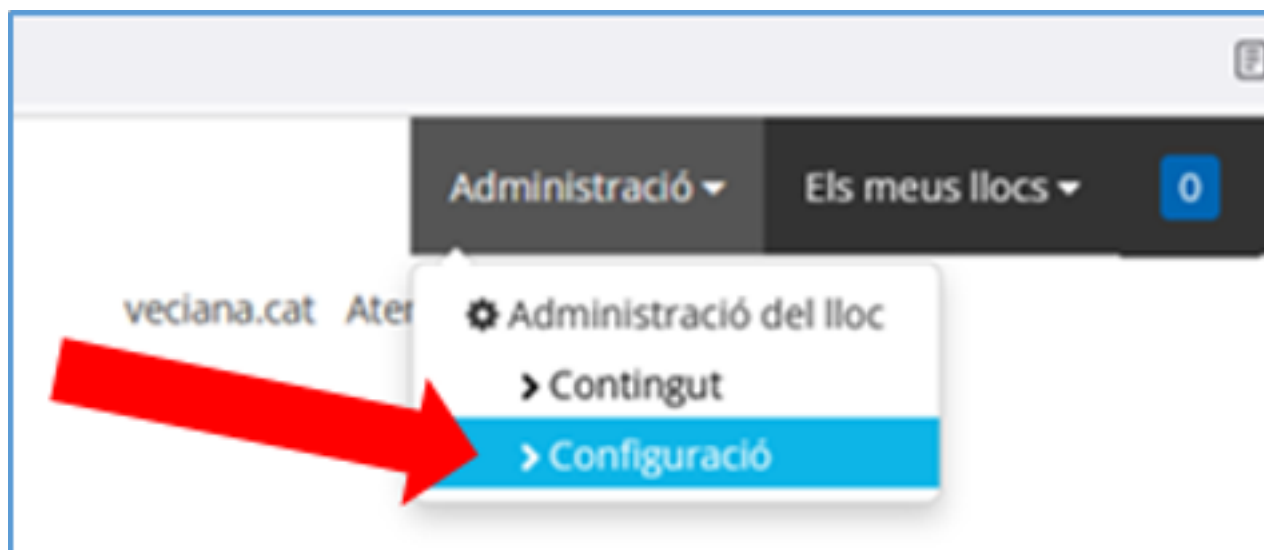 Administració Els meus llocs 0
veciana.cat
Administració del lloc
Contingut
Configuració